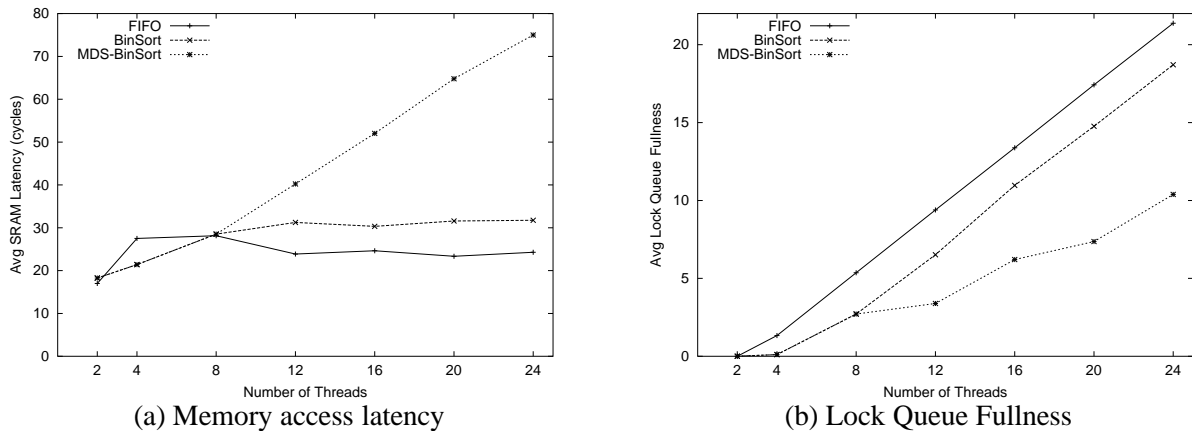 80
70
60
50
40
30
20
10
0
Avg SRAM Latency (cycles)
FIFO
BinSort
MDS-BinSort
2 4 8 12 16 20 24
Number of Threads
(a) Memory access latency
20
15
10
5
0
Avg Lock Queue Fullness
FIFO
BinSort
MDS-BinSort
2 4 8 12 16 20 24
Number of Threads
(b) Lock Queue Fullness